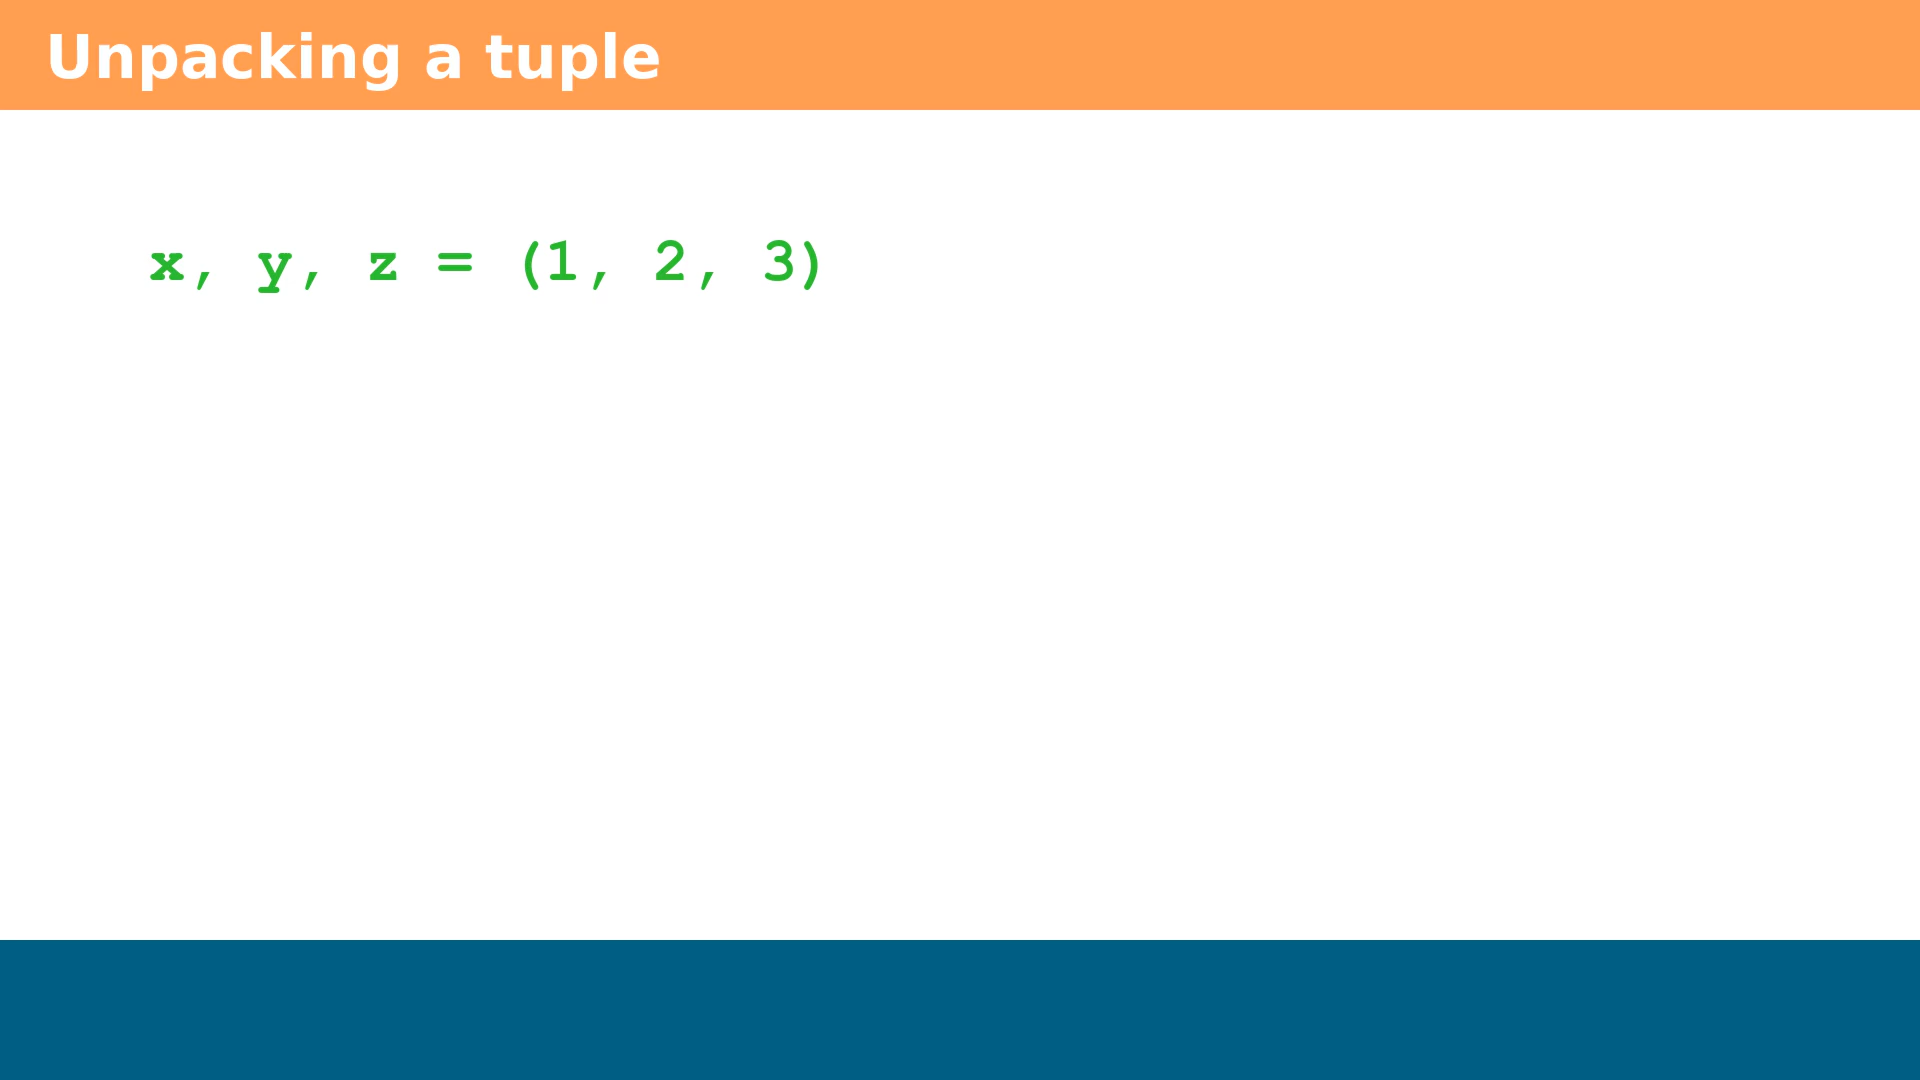 Unpacking a tuple
x, y, z = (1, 2, 3)